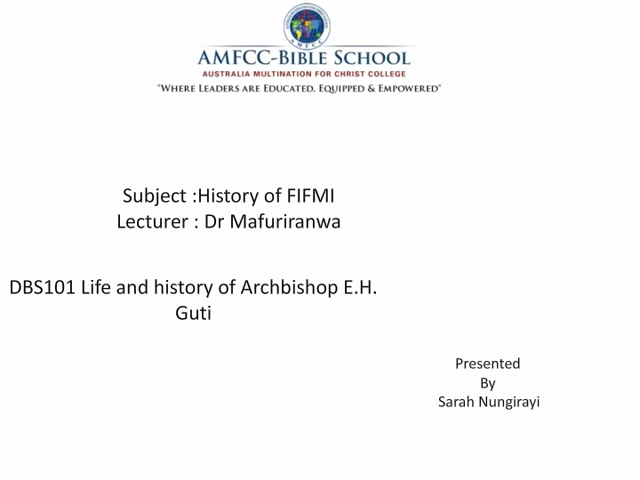 AMFCC
AMFCC-BIBLE SCHOOL
AUSTRALIA MULTINATION FOR CHRIST COLLEGE
"WHERE LEADERS ARE EDUCATED, EQUIPPED & EMPOWERED"
Subject :History of FIFMI
Lecturer : Dr Mafuriranwa
DBS101 Life and history of Archbishop E.H.
Guti
Presented
By
Sarah Nungirayi